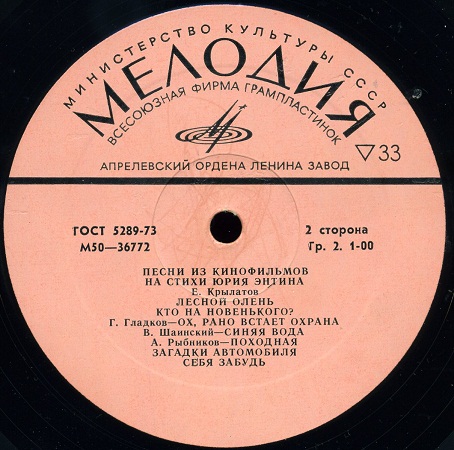 МИНИСТЕРСТВО КУЛЬТУРЫ СССР
МЕЛОДИЯ
ВСЕСОЮЗНАЯ ФИРМА ГРАМПЛАСТИНОК
АПРЕЛЕВСКИЙ ОРДЕНА ЛЕНИНА ЗАВОД
▽33
ГОСТ 5289-73
2 сторона
М50—36772
Гр. 2. 1-00
ПЕСНИ ИЗ КИНОФИЛЬМОВ
НА СТИХИ ЮРИЯ ЭНТИНА
Е. Крылатов
ЛЕСНОЙ ОЛЕНЬ
КТО НА НОВЕНЬКОГО?
Г. Гладков—ОХ, РАНО ВСТАЕТ ОХРАНА
В. Шаинский—СИНЯЯ ВОДА
А. Рыбников—ПОХОДНАЯ
ЗАГАДКИ АВТОМОБИЛЯ
СЕБЯ ЗАБУДЬ